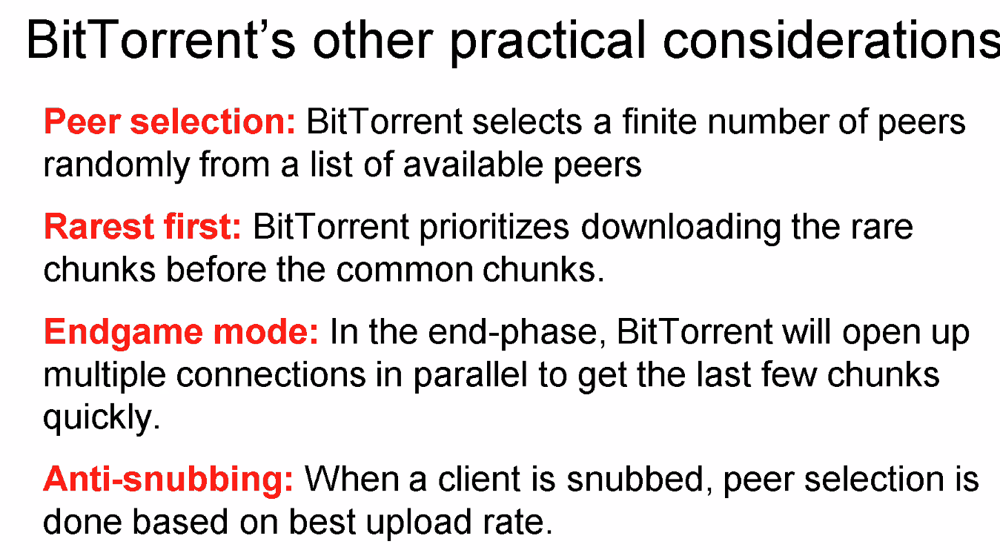 BitTorrent’s other practical considerations
Peer selection: BitTorrent selects a finite number of peers
randomly from a list of available peers
Rarest first: BitTorrent prioritizes downloading the rare
chunks before the common chunks.
Endgame mode: In the end-phase, BitTorrent will open up
multiple connections in parallel to get the last few chunks
quickly.
Anti-snubbing: When a client is snubbed, peer selection is
done based on best upload rate.